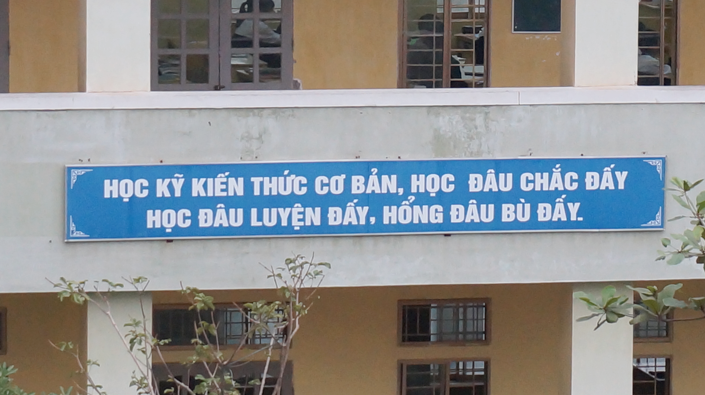 HỌC KỸ KIẾN THỨC CƠ BẢN, HỌC ĐÂU CHẮC ĐẤY
HỌC ĐÂU LUYỆN ĐẤY, HỔNG ĐÂU BÙ ĐẤY.